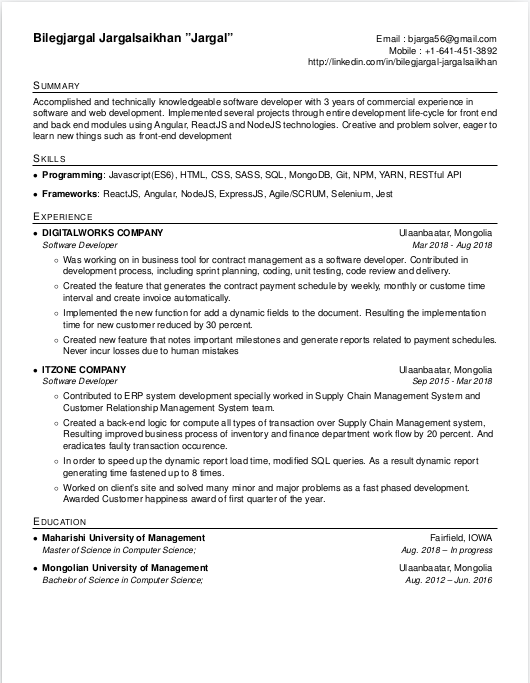 Bilegjargal Jargalsaikhan "Jargal"
Email : bjarga56@gmail.com
Mobile : +1-641-451-3892
http://linkedin.com/in/bilegjargal-jargalsaikhan
SUMMARY
Accomplished and technically knowledgeable software developer with 3 years of commercial experience in
software and web development. Implemented several projects through entire development life-cycle for front end
and back end modules using Angular, ReactJS and NodeJS technologies. Creative and problem solver, eager to
learn new things such as front-end development
SKILLS
• Programming: Javascript(ES6), HTML, CSS, SASS, SQL, MongoDB, Git, NPM, YARN, RESTful API
• Frameworks: ReactJS, Angular, NodeJS, ExpressJS, Agile/SCRUM, Selenium, Jest
EXPERIENCE
• DIGITALWORKS COMPANY Ulaanbaatar, Mongolia
Software Developer Mar 2018 - Aug 2018
○ Was working on in business tool for contract management as a software developer. Contributed in
development process, including sprint planning, coding, unit testing, code review and delivery.
○ Created the feature that generates the contract payment schedule by weekly, monthly or custome time
interval and create invoice automatically.
○ Implemented the new function for add a dynamic fields to the document. Resulting the implementation
time for new customer reduced by 30 percent.
○ Created new feature that notes important milestones and generate reports related to payment schedules.
Never incur losses due to human mistakes
• ITZONE COMPANY Ulaanbaatar, Mongolia
Software Developer Sep 2015 - Mar 2018
○ Contributed to ERP system development specially worked in Supply Chain Management System and
Customer Relationship Management System team.
○ Created a back-end logic for compute all types of transaction over Supply Chain Management system,
Resulting improved business process of inventory and finance department work flow by 20 percent. And
eradicates faulty transaction occurence.
○ In order to speed up the dynamic report load time, modified SQL queries. As a result dynamic report
generating time fastened up to 8 times.
○ Worked on client's site and solved many minor and major problems as a fast phased development.
Awarded Customer happiness award of first quarter of the year.
EDUCATION
• Maharishi University of Management Fairfield, IOWA
Master of Science in Computer Science; Aug. 2018 – In progress
• Mongolian University of Management Ulaanbaatar, Mongolia
Bachelor of Science in Computer Science; Aug. 2012 – Jun. 2016